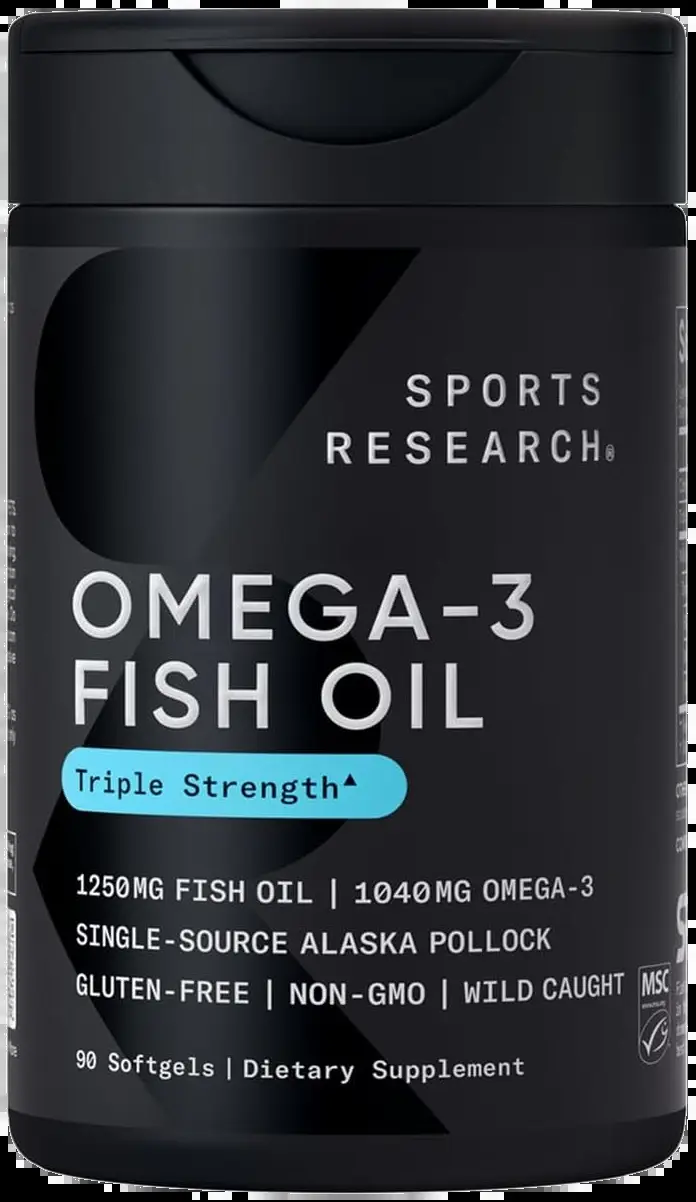 SPORTS
RESEARCH®
OMEGA-3
FISH OIL
Triple Strength▲
1250MG FISH OIL | 1040MG OMEGA-3
SINGLE-SOURCE ALASKA POLLOCK
GLUTEN-FREE | NON-GMO | WILD CAUGHT
MSC
90 Softgels | Dietary Supplement